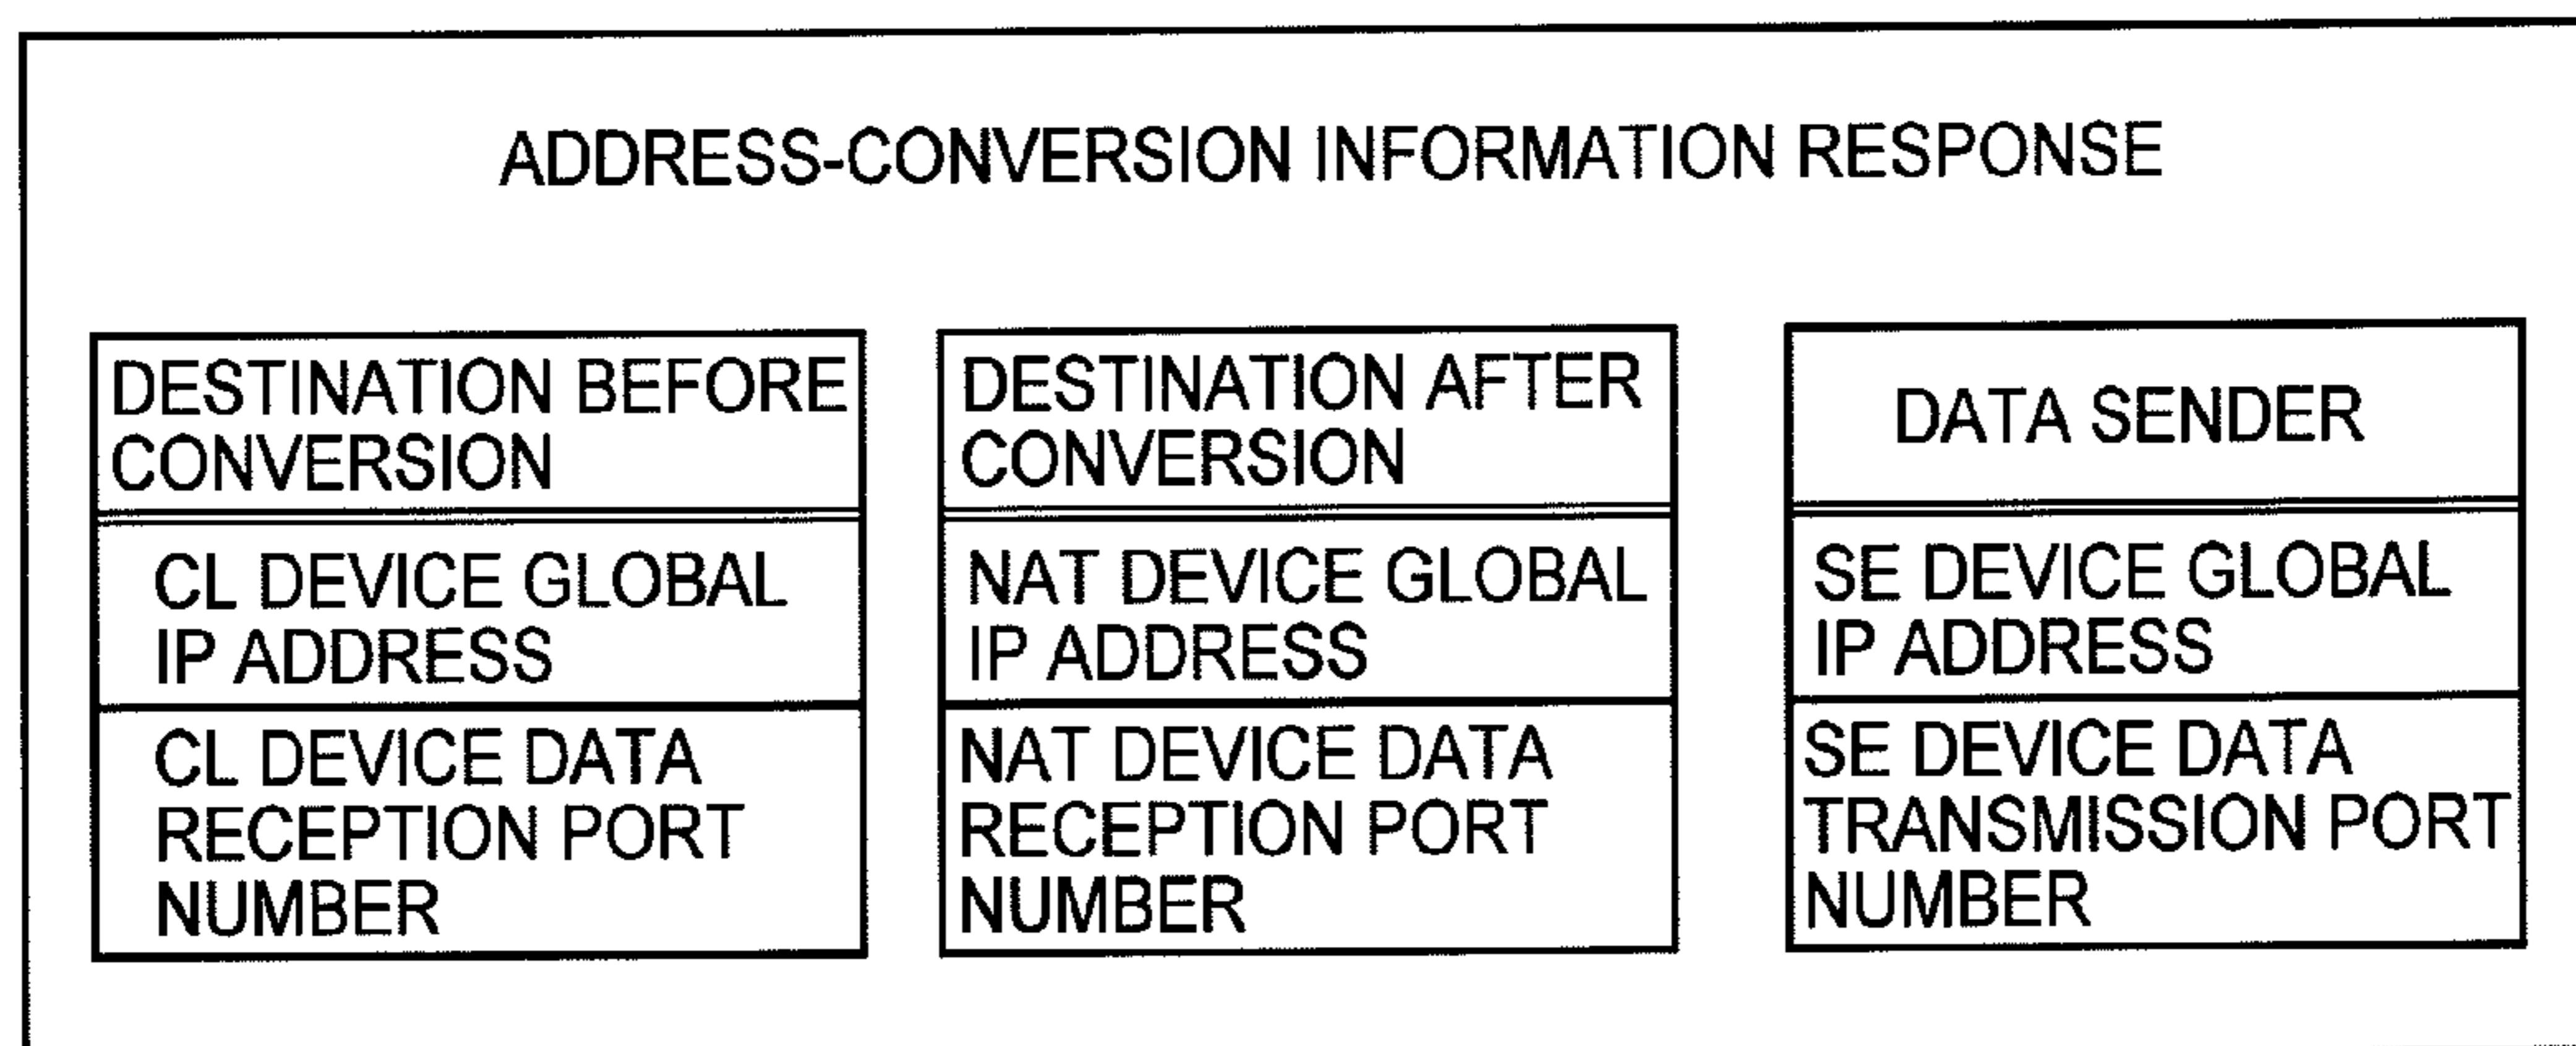 ADDRESS-CONVERSION INFORMATION RESPONSE
DESTINATION BEFORE
CONVERSION
CL DEVICE GLOBAL
IP ADDRESS
CL DEVICE DATA
RECEPTION PORT
NUMBER
DESTINATION AFTER
CONVERSION
NAT DEVICE GLOBAL
IP ADDRESS
NAT DEVICE DATA
RECEPTION PORT
NUMBER
DATA SENDER
SE DEVICE GLOBAL
IP ADDRESS
SE DEVICE DATA
TRANSMISSION PORT
NUMBER